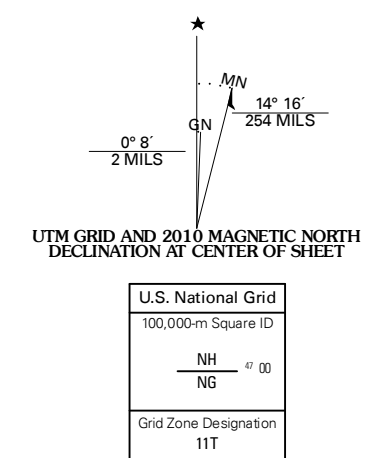 ★
MN
GN
14° 16´
254 MILS
0° 8´
2 MILS
UTM GRID AND 2010 MAGNETIC NORTH
DECLINATION AT CENTER OF SHEET
U.S. National Grid
100,000-m Square ID
NH
47 00
NG
Grid Zone Designation
11T